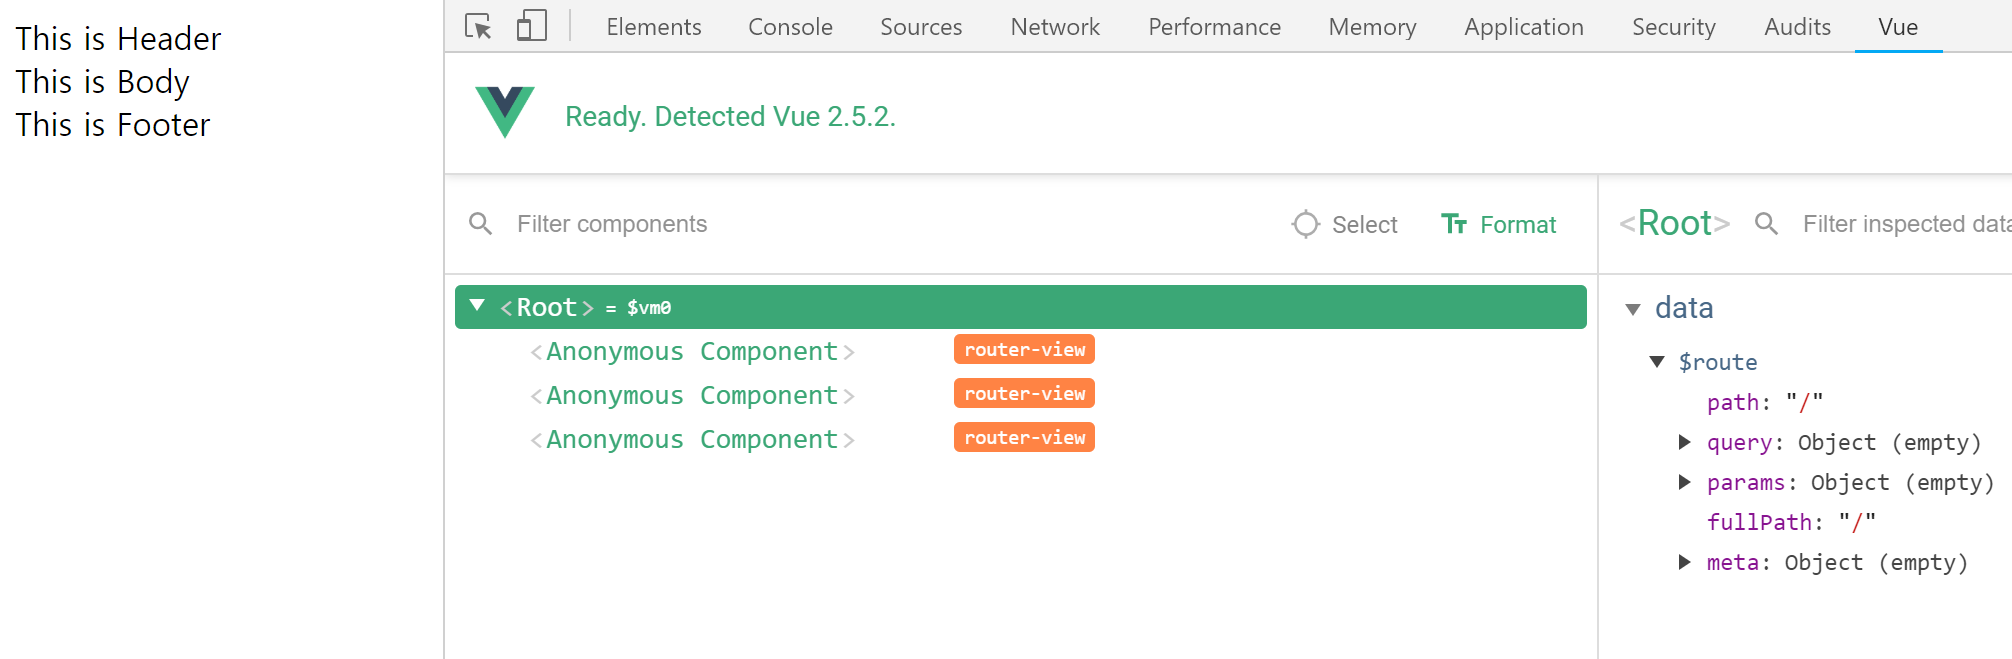 This is Header
This is Body
This is Footer
Elements Console Sources Network Performance Memory Application Security Audits Vue
Ready. Detected Vue 2.5.2.
Filter components Select Format
<Root> Filter inspected data
<Root> = $vm0
<Anonymous Component> router-view
<Anonymous Component> router-view
<Anonymous Component> router-view
data
$route
path: "/"
query: Object (empty)
params: Object (empty)
fullPath: "/"
meta: Object (empty)